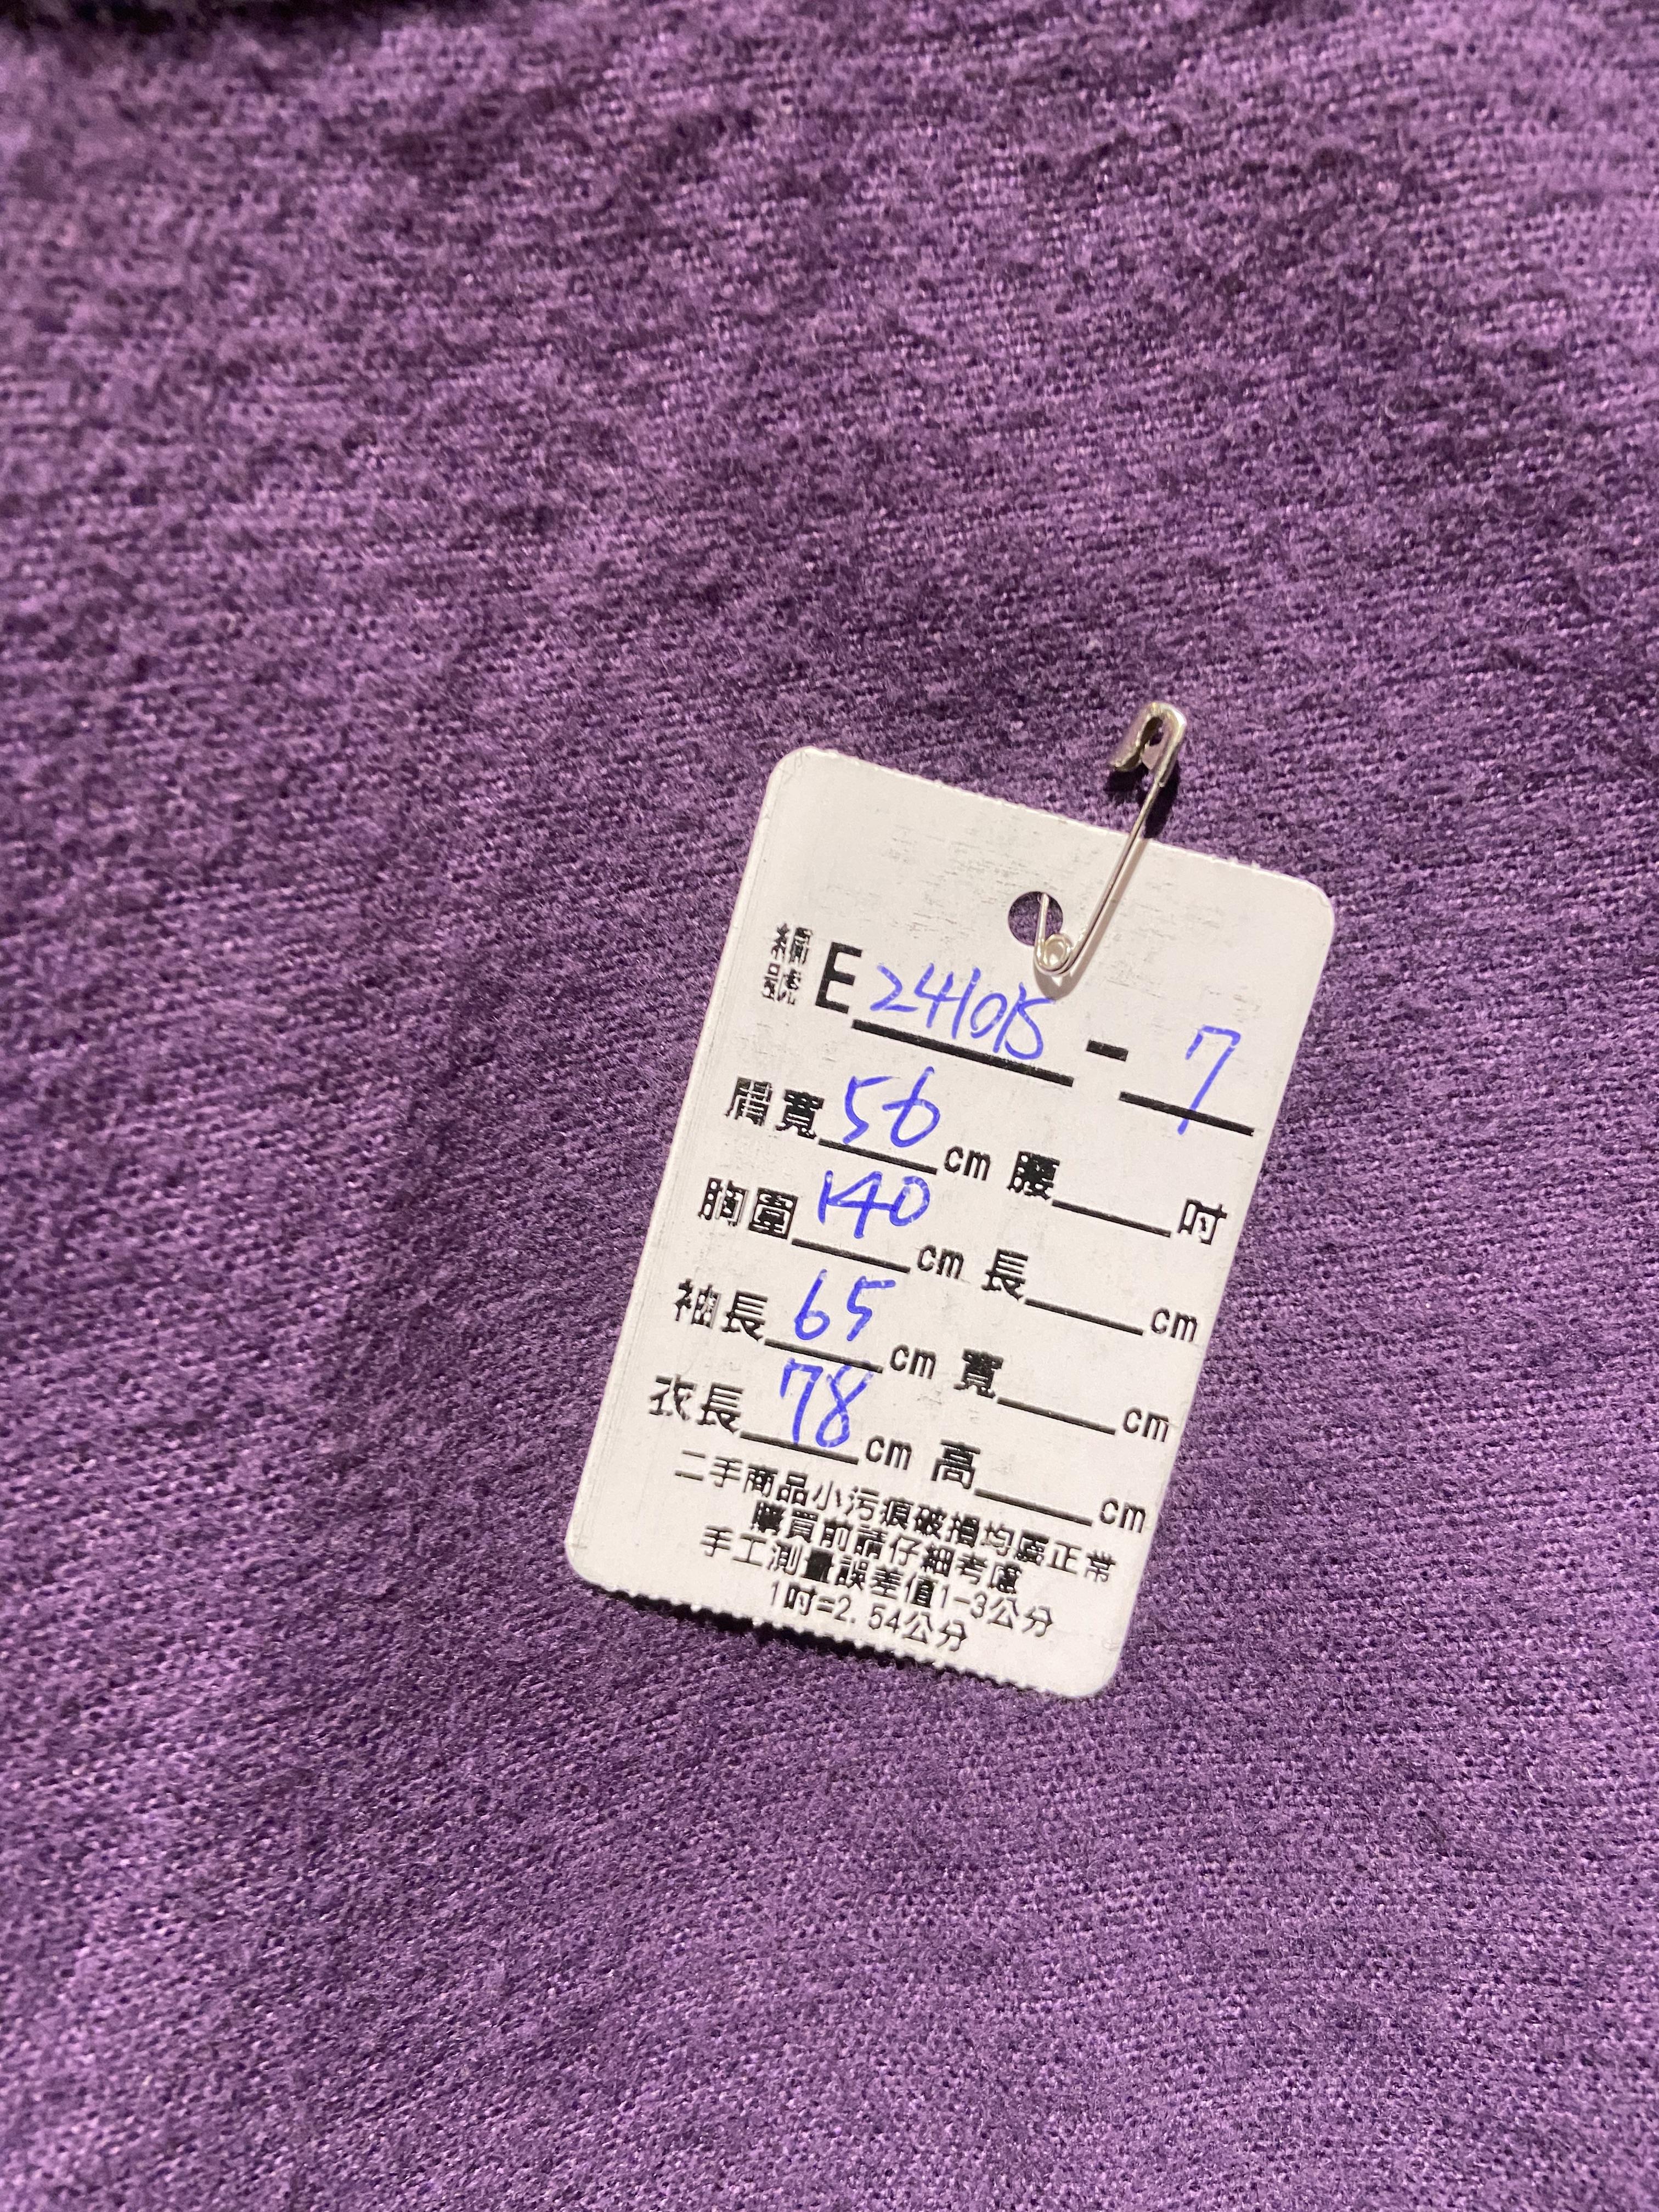 編號 E 241015 - 7
肩寬 56 cm 腰 吋
胸圍 140 cm 長 cm
袖長 65 cm 寬 cm
衣長 78 cm 高 cm
二手商品小污痕破損均屬正常
購買前請仔細考慮
手工測量誤差值1-3公分
1吋=2.54公分